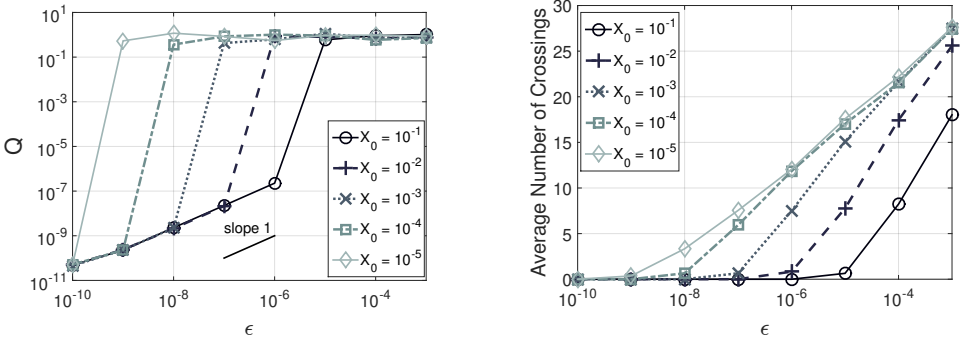 Q
10^1
10^-1
10^-3
10^-5
10^-7
10^-9
10^-11
X_0 = 10^-1
X_0 = 10^-2
X_0 = 10^-3
X_0 = 10^-4
X_0 = 10^-5
slope 1
10^-10
10^-8
10^-6
10^-4
ϵ
Average Number of Crossings
30
25
20
15
10
5
0
X_0 = 10^-1
X_0 = 10^-2
X_0 = 10^-3
X_0 = 10^-4
X_0 = 10^-5
10^-10
10^-8
10^-6
10^-4
ϵ